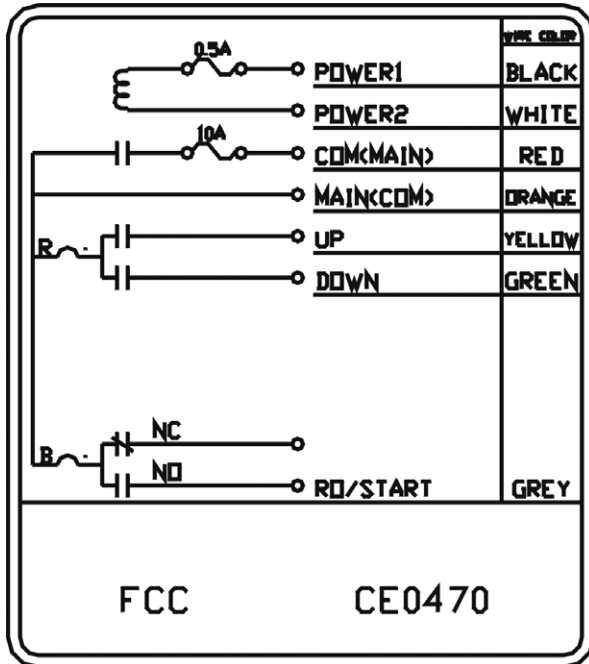 WIRE COLOR
0.5A
POWER1 BLACK
POWER2 WHITE
10A
COM(MAIN) RED
MAIN(COM) ORANGE
R UP YELLOW
DOWN GREEN
NC
B
NO
RO/START GREY
FCC CE0470